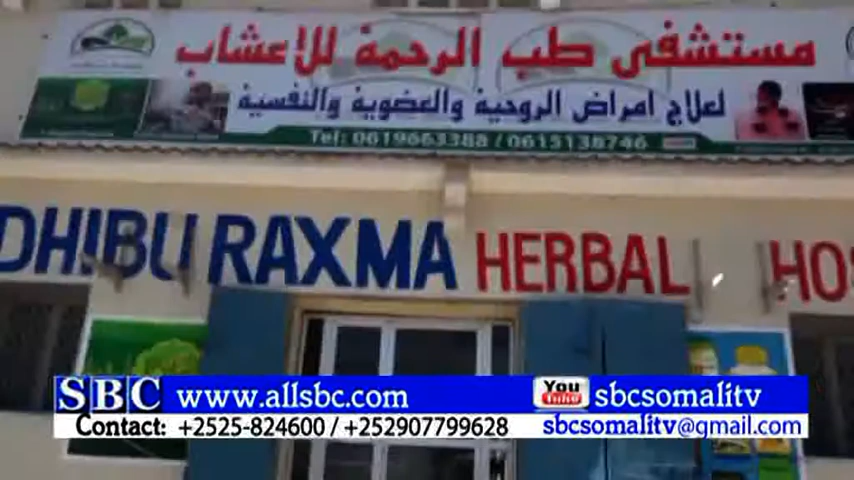 مستشفى طب الرحمة للاعشاب
لعلاج امراض الروحية والعضوية والنفسية
Tel: 0619663388 / 0615138746
DHIBU RAXMA HERBAL HOS
SBC www.allsbc.com You Tube sbcsomalitv
Contact: +2525-824600 / +252907799628 sbcsomalitv@gmail.com